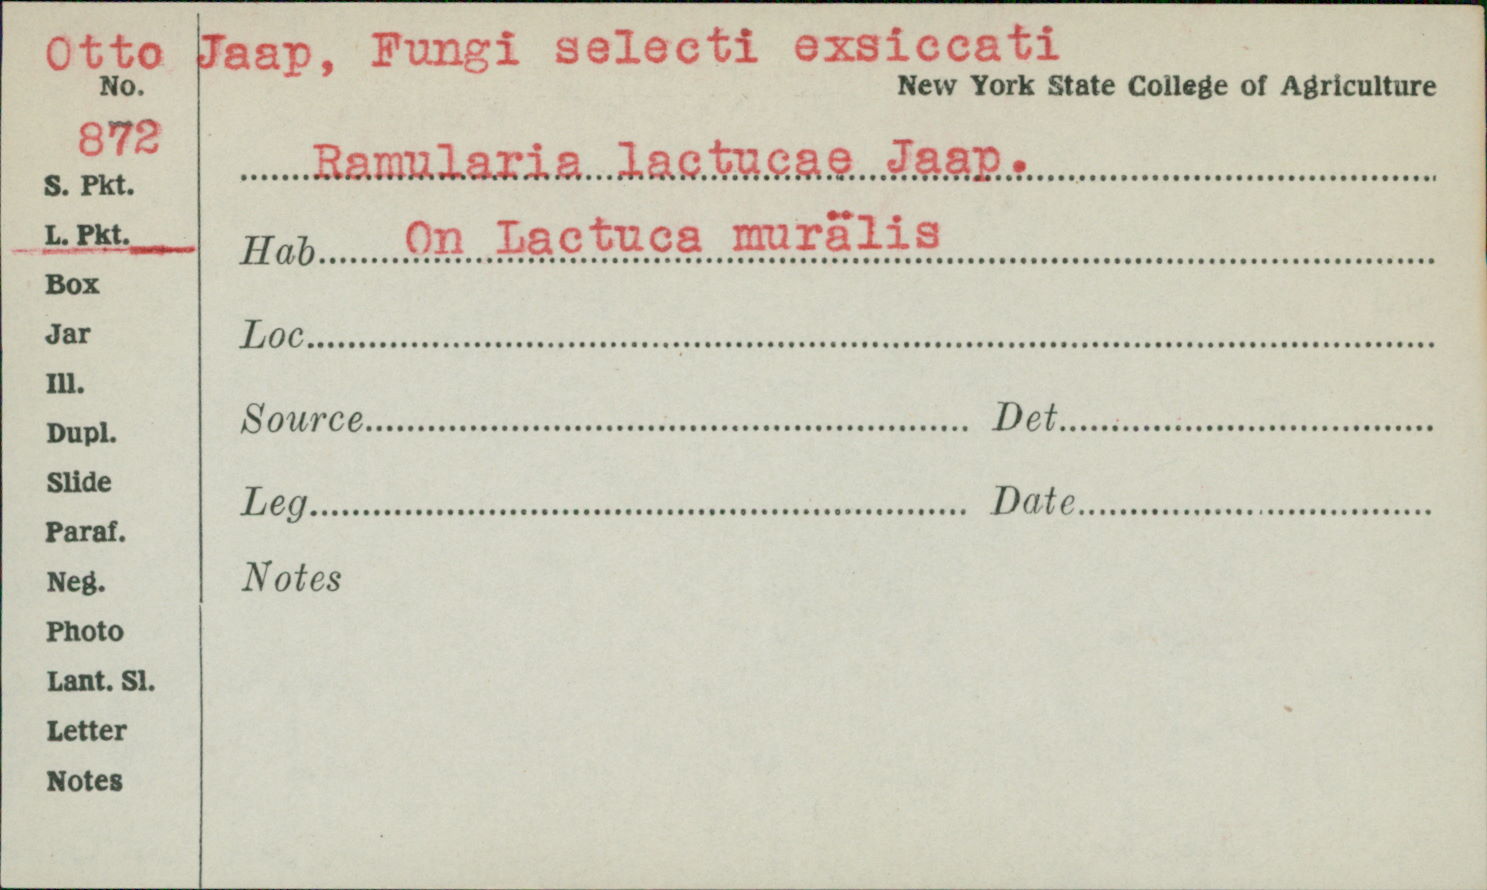 Otto Jaap, Fungi selecti exsiccati
No.
New York State College of Agriculture
872
Ramularia lactucae Jaap.
S. Pkt.
L. Pkt.
Hab. On Lactuca murälis
Box
Jar
Loc.
Ill.
Dupl.
Source Det.
Slide
Leg. Date
Paraf.
Neg.
Notes
Photo
Lant. Sl.
Letter
Notes